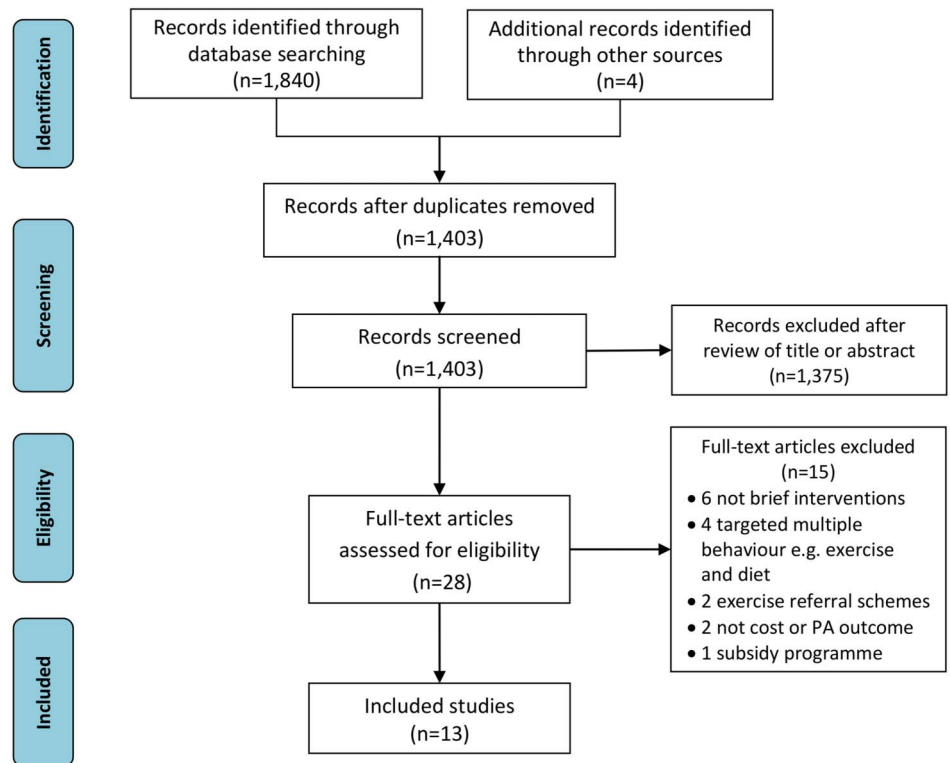 Identification
Records identified through
database searching
(n=1,840)
Additional records identified
through other sources
(n=4)
Records after duplicates removed
(n=1,403)
Screening
Records screened
(n=1,403)
Records excluded after
review of title or abstract
(n=1,375)
Eligibility
Full-text articles
assessed for eligibility
(n=28)
Full-text articles excluded
(n=15)
• 6 not brief interventions
• 4 targeted multiple
behaviour e.g. exercise
and diet
• 2 exercise referral schemes
• 2 not cost or PA outcome
• 1 subsidy programme
Included
Included studies
(n=13)